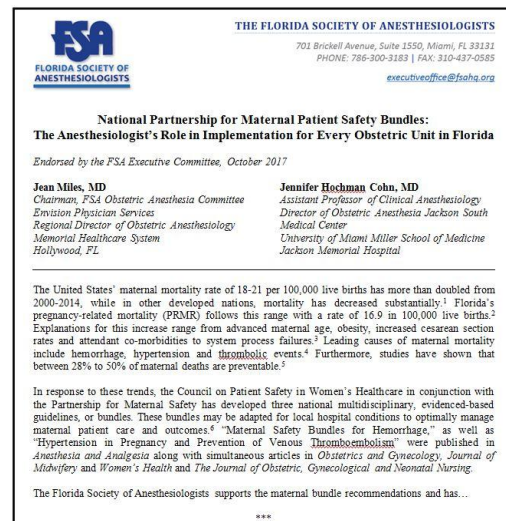 FSA
FLORIDA SOCIETY OF
ANESTHESIOLOGISTS
THE FLORIDA SOCIETY OF ANESTHESIOLOGISTS
701 Brickell Avenue, Suite 1550, Miami, FL 33131
PHONE: 786-300-3183 | FAX: 310-437-0585
executiveoffice@fsahq.org
National Partnership for Maternal Patient Safety Bundles:
The Anesthesiologist's Role in Implementation for Every Obstetric Unit in Florida
Endorsed by the FSA Executive Committee, October 2017
Jean Miles, MD
Chairman, FSA Obstetric Anesthesia Committee
Envision Physician Services
Regional Director of Obstetric Anesthesiology
Memorial Healthcare System
Hollywood, FL
Jennifer Hochman Cohn, MD
Assistant Professor of Clinical Anesthesiology
Director of Obstetric Anesthesia Jackson South
Medical Center
University of Miami Miller School of Medicine
Jackson Memorial Hospital
The United States' maternal mortality rate of 18-21 per 100,000 live births has more than doubled from
2000-2014, while in other developed nations, mortality has decreased substantially.¹ Florida's
pregnancy-related mortality (PRMR) follows this range with a rate of 16.9 in 100,000 live births.²
Explanations for this increase range from advanced maternal age, obesity, increased cesarean section
rates and attendant co-morbidities to system process failures.³ Leading causes of maternal mortality
include hemorrhage, hypertension and thrombolic events.⁴ Furthermore, studies have shown that
between 28% to 50% of maternal deaths are preventable.⁵
In response to these trends, the Council on Patient Safety in Women's Healthcare in conjunction with
the Partnership for Maternal Safety has developed three national multidisciplinary, evidenced-based
guidelines, or bundles. These bundles may be adapted for local hospital conditions to optimally manage
maternal patient care and outcomes.⁶ "Maternal Safety Bundles for Hemorrhage," as well as
"Hypertension in Pregnancy and Prevention of Venous Thromboembolism" were published in
Anesthesia and Analgesia along with simultaneous articles in Obstetrics and Gynecology, Journal of
Midwifery and Women's Health and The Journal of Obstetric, Gynecological and Neonatal Nursing.
The Florida Society of Anesthesiologists supports the maternal bundle recommendations and has…
***